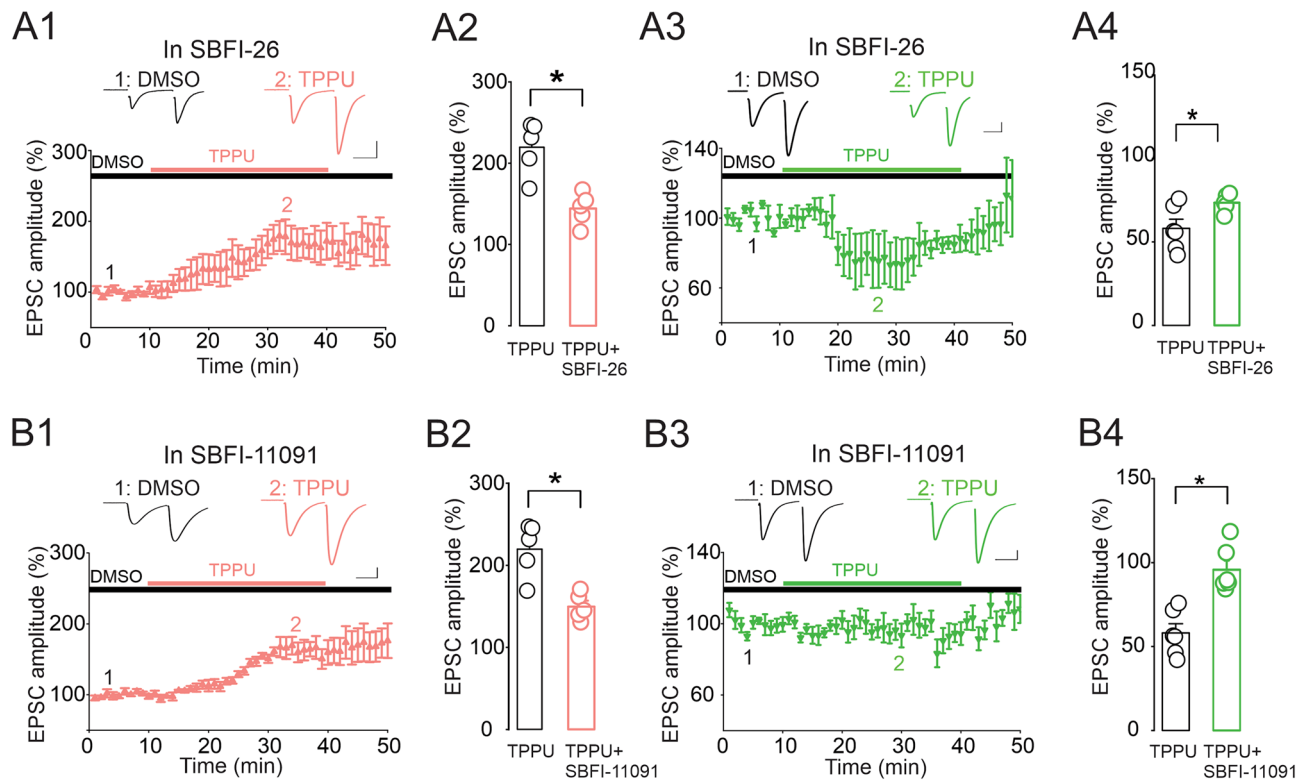 A1
In SBFI-26
1: DMSO
2: TPPU
DMSO
TPPU
EPSC amplitude (%)
300
200
100
1
2
0
10
20
30
40
50
Time (min)
A2
*
EPSC amplitude (%)
300
200
100
0
TPPU
TPPU+
SBFI-26
A3
In SBFI-26
1: DMSO
2: TPPU
DMSO
TPPU
EPSC amplitude (%)
140
100
60
1
2
0
10
20
30
40
50
Time (min)
A4
*
EPSC amplitude (%)
150
100
50
0
TPPU
TPPU+
SBFI-26
B1
In SBFI-11091
1: DMSO
2: TPPU
DMSO
TPPU
EPSC amplitude (%)
300
200
100
1
2
0
10
20
30
40
50
Time (min)
B2
*
EPSC amplitude (%)
300
200
100
0
TPPU
TPPU+
SBFI-11091
B3
In SBFI-11091
1: DMSO
2: TPPU
DMSO
TPPU
EPSC amplitude (%)
140
100
60
1
2
0
10
20
30
40
50
Time (min)
B4
*
EPSC amplitude (%)
150
100
50
0
TPPU
TPPU+
SBFI-11091